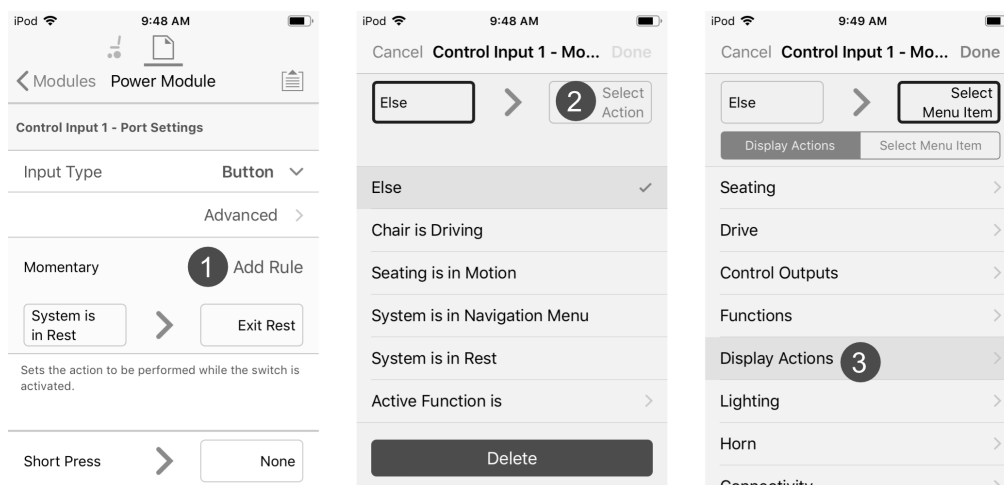 iPod 9:48 AM
Modules Power Module
Control Input 1 - Port Settings
Input Type Button
Advanced
Momentary 1 Add Rule
System is
in Rest
Exit Rest
Sets the action to be performed while the switch is
activated.
Short Press None
iPod 9:48 AM
Cancel Control Input 1 - Mo... Done
Else
2 Select
Action
Else
Chair is Driving
Seating is in Motion
System is in Navigation Menu
System is in Rest
Active Function is
Delete
iPod 9:49 AM
Cancel Control Input 1 - Mo... Done
Else
Select
Menu Item
Display Actions Select Menu Item
Seating
Drive
Control Outputs
Functions
Display Actions 3
Lighting
Horn
Connectivity